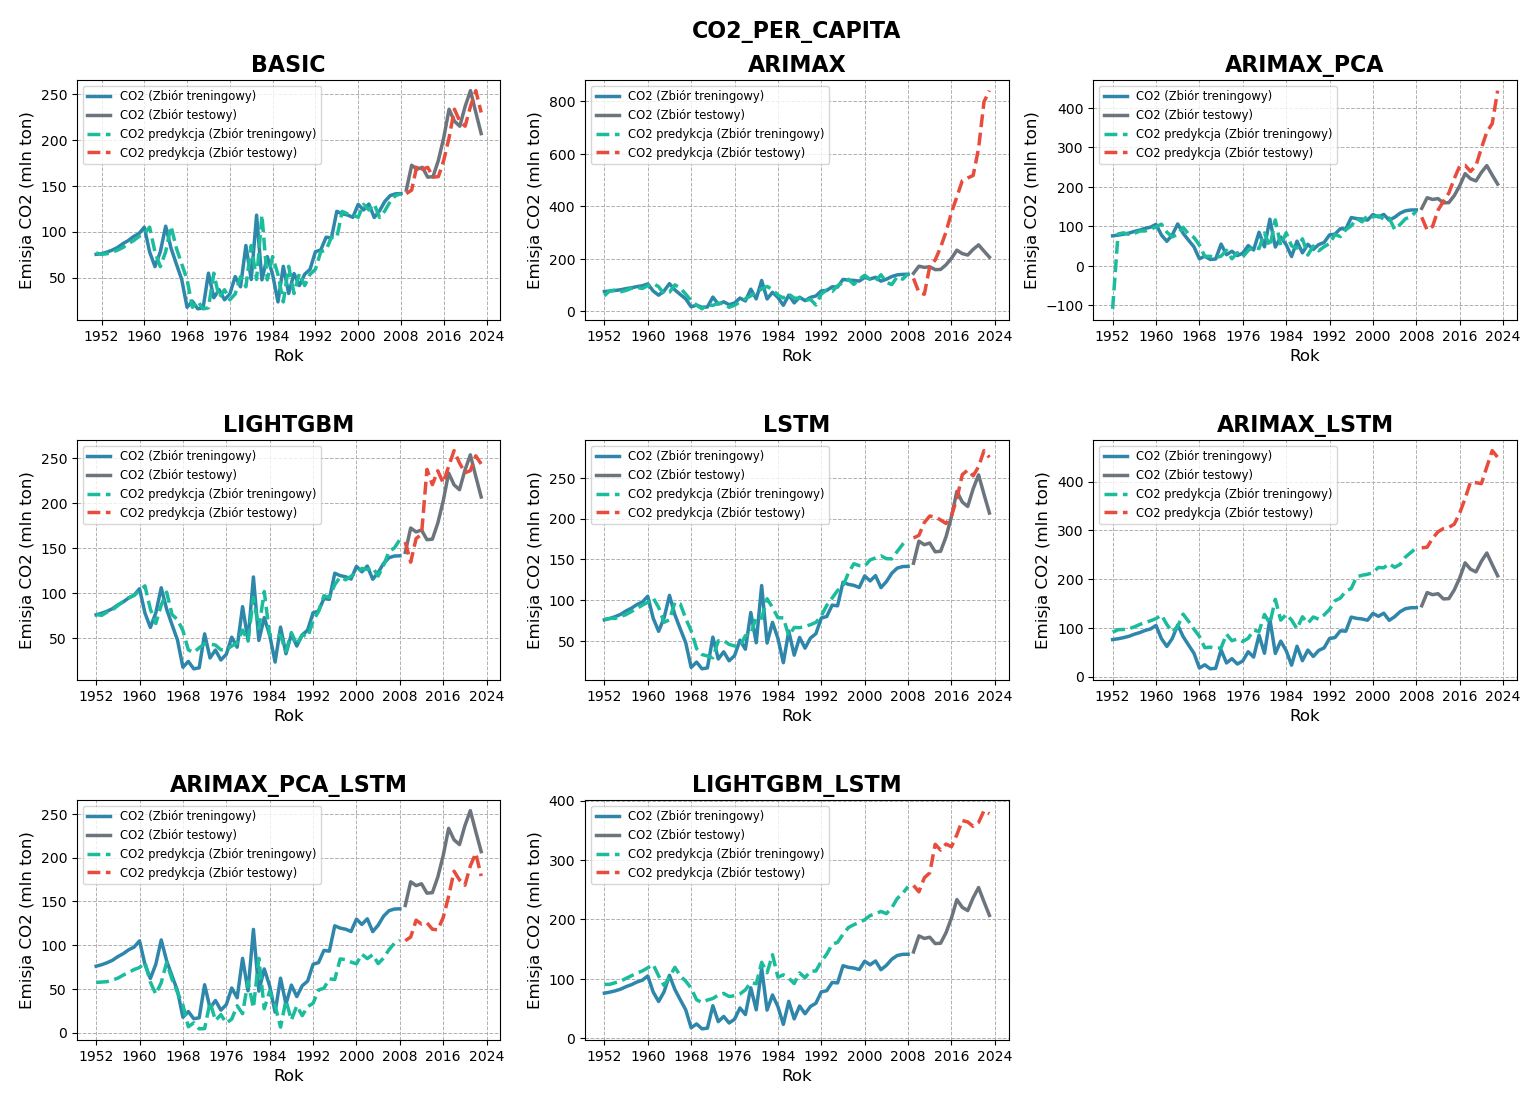 CO2_PER_CAPITA
BASIC
CO2 (Zbiór treningowy)
CO2 (Zbiór testowy)
CO2 predykcja (Zbiór treningowy)
CO2 predykcja (Zbiór testowy)
Emisja CO2 (mln ton)
250
200
150
100
50
1952 1960 1968 1976 1984 1992 2000 2008 2016 2024
Rok
ARIMAX
CO2 (Zbiór treningowy)
CO2 (Zbiór testowy)
CO2 predykcja (Zbiór treningowy)
CO2 predykcja (Zbiór testowy)
Emisja CO2 (mln ton)
800
600
400
200
0
1952 1960 1968 1976 1984 1992 2000 2008 2016 2024
Rok
ARIMAX_PCA
CO2 (Zbiór treningowy)
CO2 (Zbiór testowy)
CO2 predykcja (Zbiór treningowy)
CO2 predykcja (Zbiór testowy)
Emisja CO2 (mln ton)
400
300
200
100
0
−100
1952 1960 1968 1976 1984 1992 2000 2008 2016 2024
Rok
LIGHTGBM
CO2 (Zbiór treningowy)
CO2 (Zbiór testowy)
CO2 predykcja (Zbiór treningowy)
CO2 predykcja (Zbiór testowy)
Emisja CO2 (mln ton)
250
200
150
100
50
1952 1960 1968 1976 1984 1992 2000 2008 2016 2024
Rok
LSTM
CO2 (Zbiór treningowy)
CO2 (Zbiór testowy)
CO2 predykcja (Zbiór treningowy)
CO2 predykcja (Zbiór testowy)
Emisja CO2 (mln ton)
250
200
150
100
50
1952 1960 1968 1976 1984 1992 2000 2008 2016 2024
Rok
ARIMAX_LSTM
CO2 (Zbiór treningowy)
CO2 (Zbiór testowy)
CO2 predykcja (Zbiór treningowy)
CO2 predykcja (Zbiór testowy)
Emisja CO2 (mln ton)
400
300
200
100
0
1952 1960 1968 1976 1984 1992 2000 2008 2016 2024
Rok
ARIMAX_PCA_LSTM
CO2 (Zbiór treningowy)
CO2 (Zbiór testowy)
CO2 predykcja (Zbiór treningowy)
CO2 predykcja (Zbiór testowy)
Emisja CO2 (mln ton)
250
200
150
100
50
0
1952 1960 1968 1976 1984 1992 2000 2008 2016 2024
Rok
LIGHTGBM_LSTM
CO2 (Zbiór treningowy)
CO2 (Zbiór testowy)
CO2 predykcja (Zbiór treningowy)
CO2 predykcja (Zbiór testowy)
Emisja CO2 (mln ton)
400
300
200
100
0
1952 1960 1968 1976 1984 1992 2000 2008 2016 2024
Rok